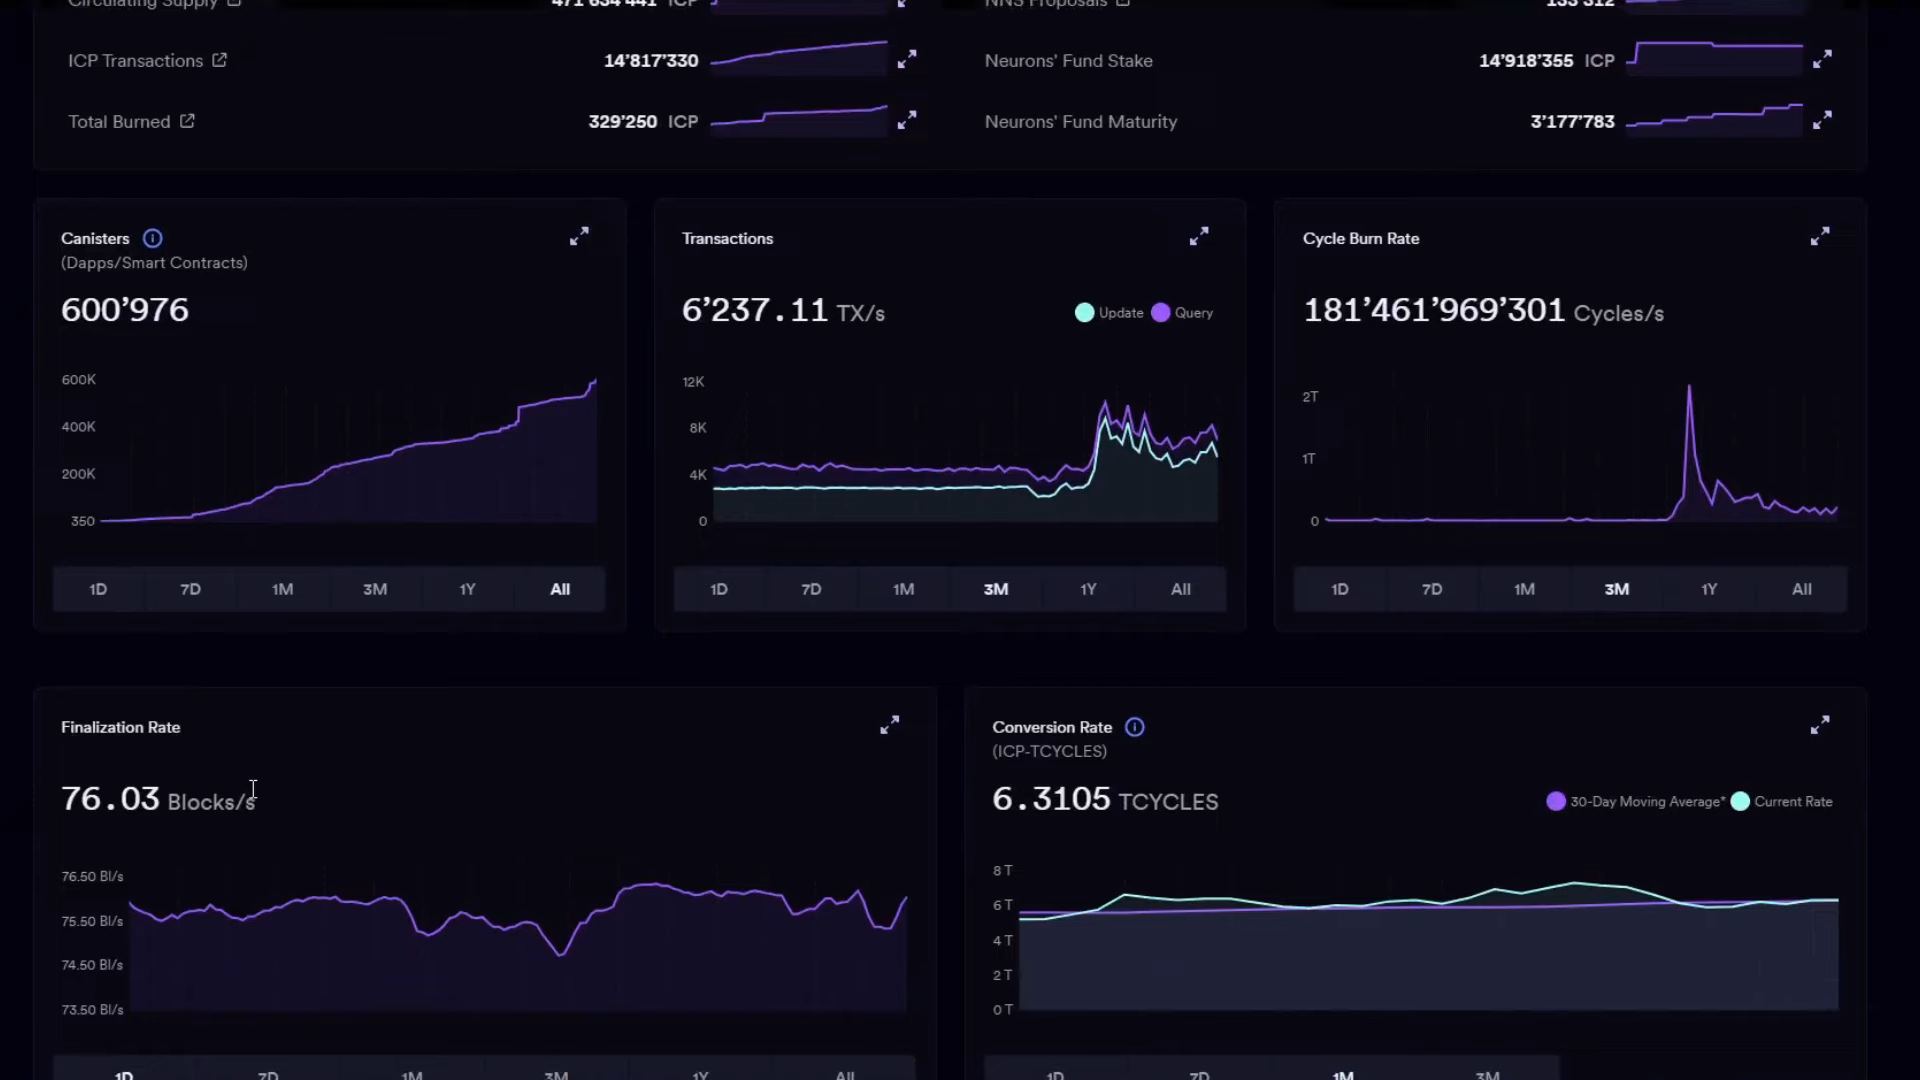 Circulating Supply 471'634'441 ICP NNS Proposals 133'312
ICP Transactions 14’817’330 Neurons' Fund Stake 14’918’355 ICP
Total Burned 329’250 ICP Neurons' Fund Maturity 3’177’783
Canisters
(Dapps/Smart Contracts)
600’976
600K
400K
200K
350
1D 7D 1M 3M 1Y All
Transactions
6’237.11 TX/s
Update Query
12K
8K
4K
0
1D 7D 1M 3M 1Y All
Cycle Burn Rate
181’461’969’301 Cycles/s
2T
1T
0
1D 7D 1M 3M 1Y All
Finalization Rate
76.03 Blocks/s
76.50 Bl/s
75.50 Bl/s
74.50 Bl/s
73.50 Bl/s
1D 7D 1M 3M 1Y All
Conversion Rate
(ICP-TCYCLES)
6.3105 TCYCLES
30-Day Moving Average* Current Rate
8 T
6 T
4 T
2 T
0 T
1D 7D 1M 3M